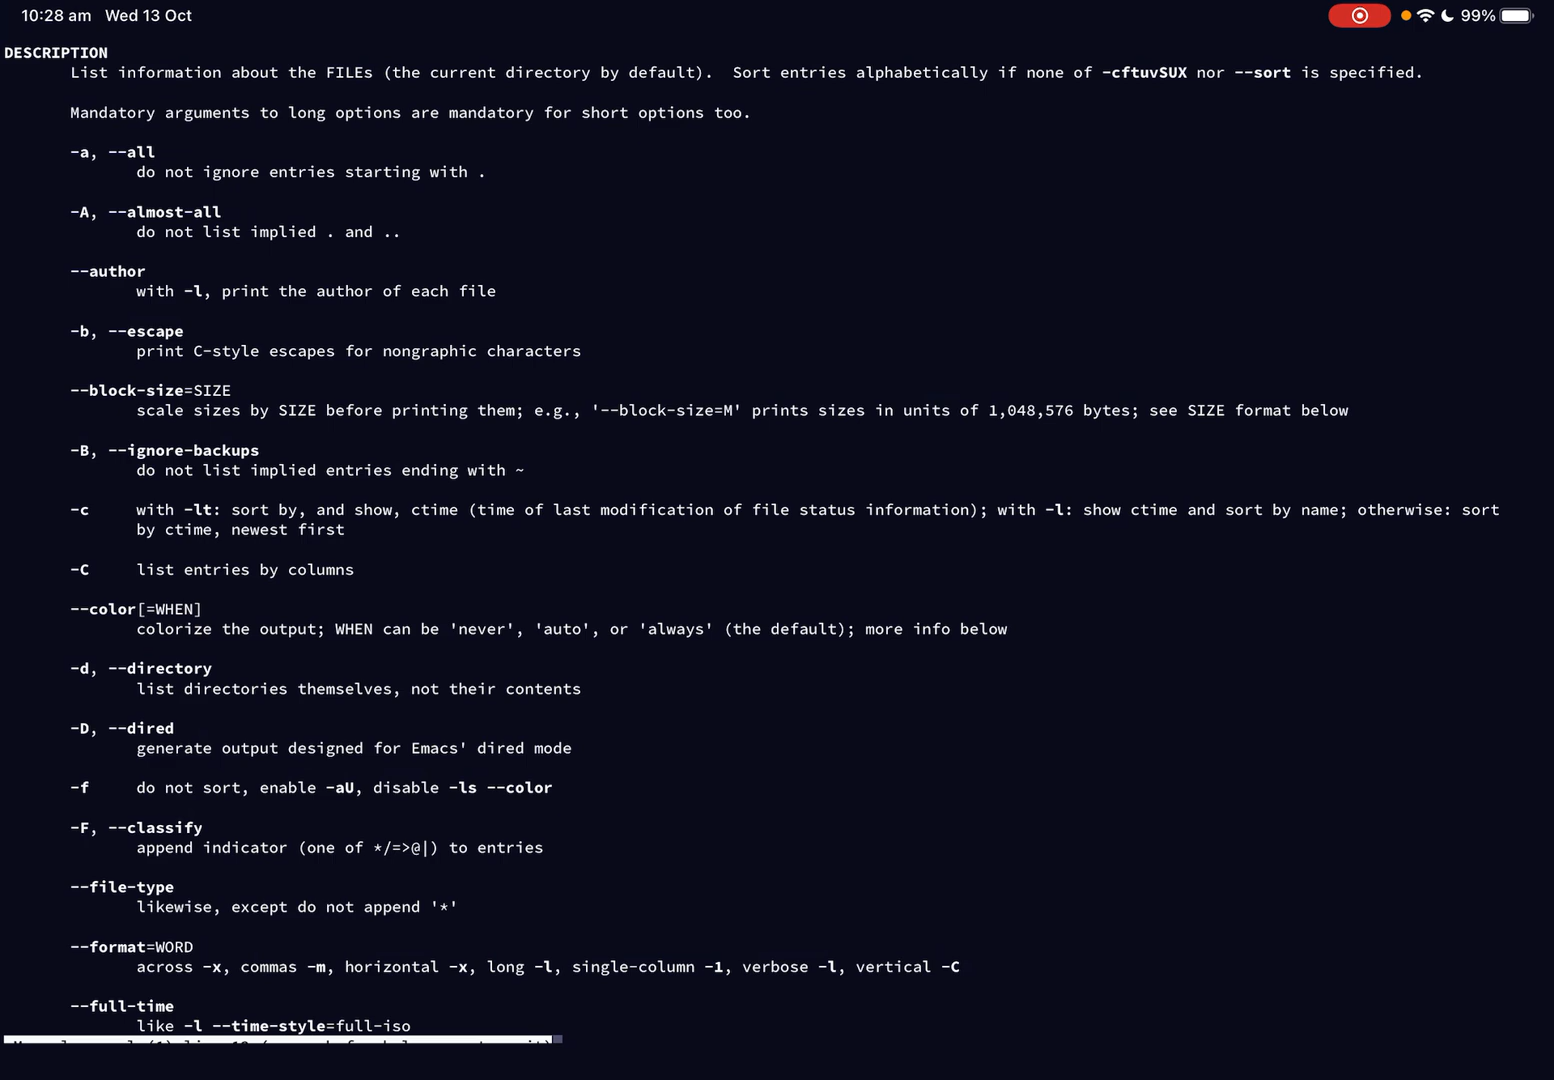 10:28 am Wed 13 Oct
99%
DESCRIPTION
List information about the FILEs (the current directory by default). Sort entries alphabetically if none of -cftuvSUX nor --sort is specified.
Mandatory arguments to long options are mandatory for short options too.
-a, --all
do not ignore entries starting with .
-A, --almost-all
do not list implied . and ..
--author
with -l, print the author of each file
-b, --escape
print C-style escapes for nongraphic characters
--block-size=SIZE
scale sizes by SIZE before printing them; e.g., '--block-size=M' prints sizes in units of 1,048,576 bytes; see SIZE format below
-B, --ignore-backups
do not list implied entries ending with ~
-c with -lt: sort by, and show, ctime (time of last modification of file status information); with -l: show ctime and sort by name; otherwise: sort
by ctime, newest first
-C list entries by columns
--color[=WHEN]
colorize the output; WHEN can be 'never', 'auto', or 'always' (the default); more info below
-d, --directory
list directories themselves, not their contents
-D, --dired
generate output designed for Emacs' dired mode
-f do not sort, enable -aU, disable -ls --color
-F, --classify
append indicator (one of */=>@|) to entries
--file-type
likewise, except do not append '*'
--format=WORD
across -x, commas -m, horizontal -x, long -l, single-column -1, verbose -l, vertical -C
--full-time
like -l --time-style=full-iso